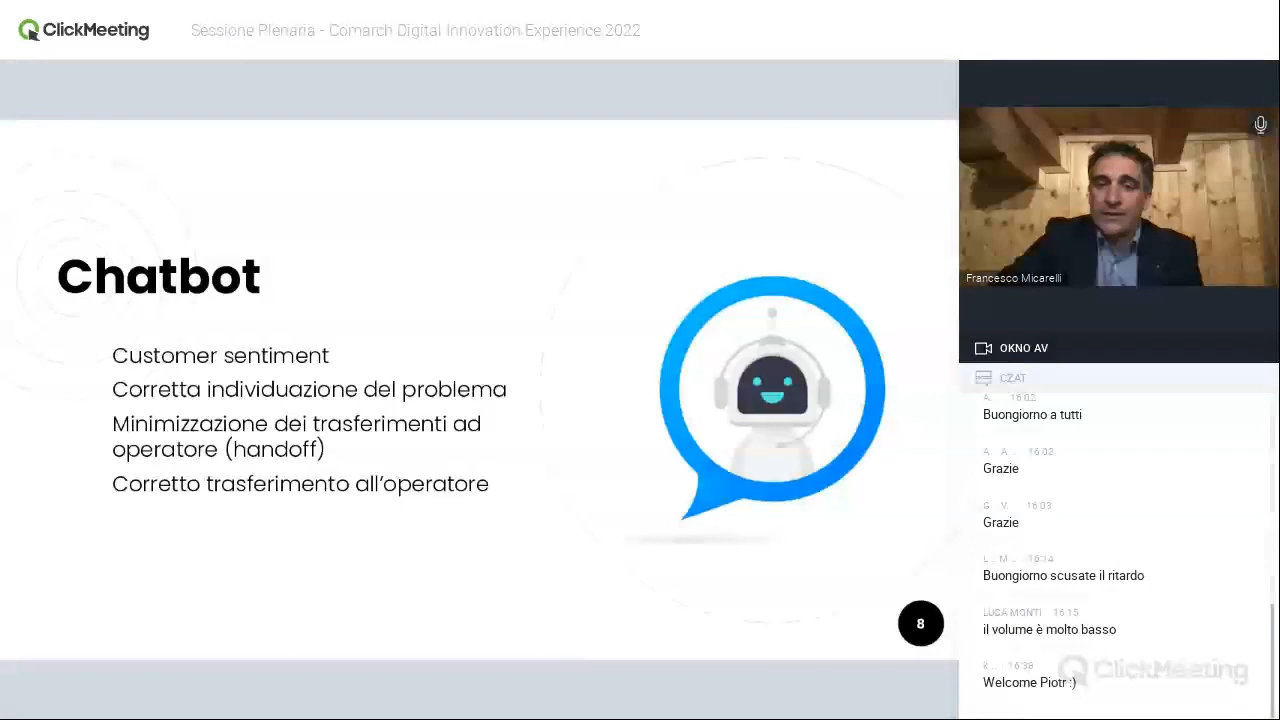 ClickMeeting
Sessione Plenaria - Comarch Digital Innovation Experience 2022
Chatbot
Customer sentiment
Corretta individuazione del problema
Minimizzazione dei trasferimenti ad
operatore (handoff)
Corretto trasferimento all'operatore
8
Francesco Micarelli
OKNO AV
CZAT
A. 16:02
Buongiorno a tutti
A... A... 16:02
Grazie
G... V. 16:03
Grazie
L... M... 16:14
Buongiorno scusate il ritardo
LUCA MONTI 16:15
il volume è molto basso
K... 16:38
Welcome Piotr :)
ClickMeeting